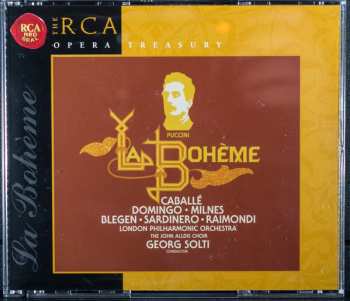 RCA
RED
SEAL
THE RCA
OPERA TREASURY
La Bohème
PUCCINI
LA BOHÈME
CABALLÉ
DOMINGO · MILNES
BLEGEN · SARDINERO · RAIMONDI
LONDON PHILHARMONIC ORCHESTRA
THE JOHN ALLDIS CHOIR
GEORG SOLTI
CONDUCTOR